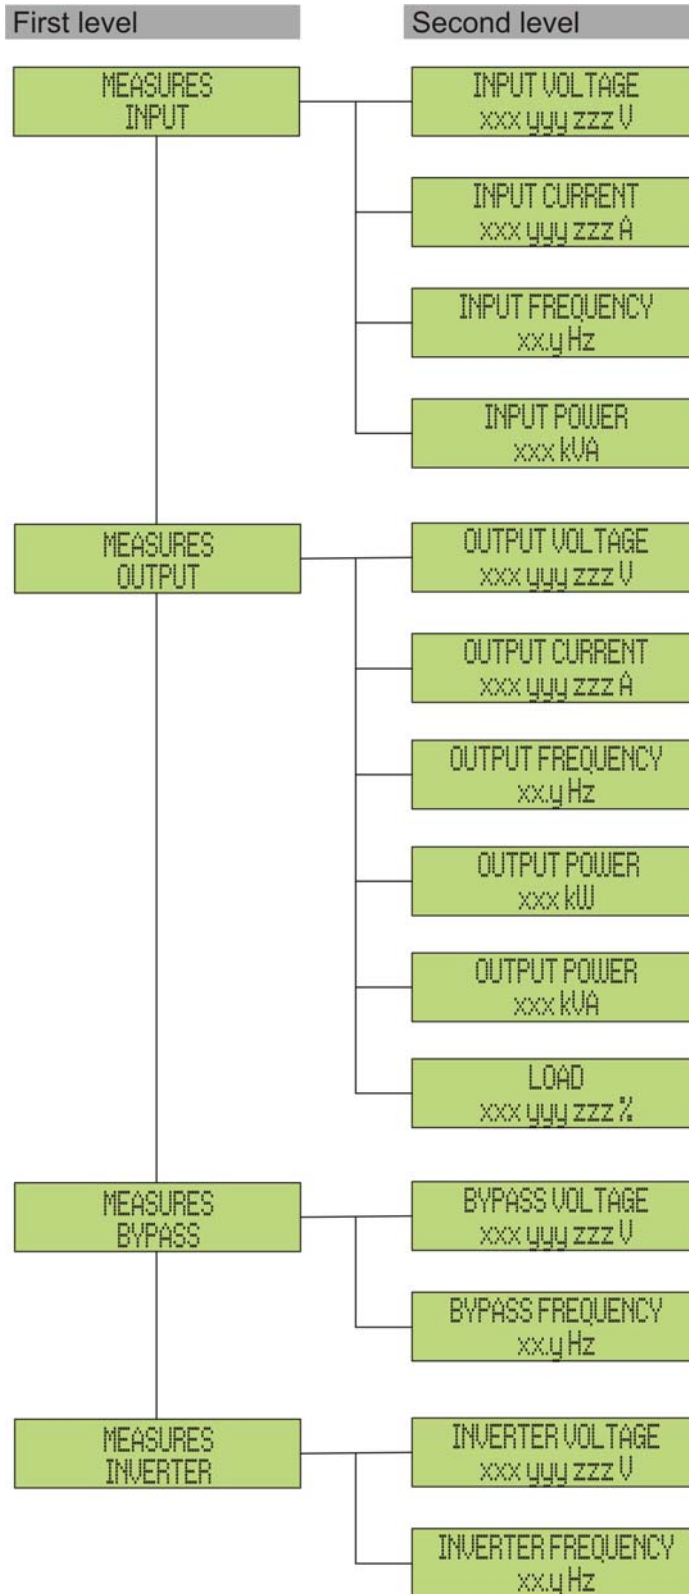 First level
Second level
MEASURES
INPUT
INPUT VOLTAGE
xxx yyy zzz V
INPUT CURRENT
xxx yyy zzz A
INPUT FREQUENCY
xx.y Hz
INPUT POWER
xxx kVA
MEASURES
OUTPUT
OUTPUT VOLTAGE
xxx yyy zzz V
OUTPUT CURRENT
xxx yyy zzz A
OUTPUT FREQUENCY
xx.y Hz
OUTPUT POWER
xxx kW
OUTPUT POWER
xxx kVA
LOAD
xxx yyy zzz %
MEASURES
BYPASS
BYPASS VOLTAGE
xxx yyy zzz V
BYPASS FREQUENCY
xx.y Hz
MEASURES
INVERTER
INVERTER VOLTAGE
xxx yyy zzz V
INVERTER FREQUENCY
xx.y Hz